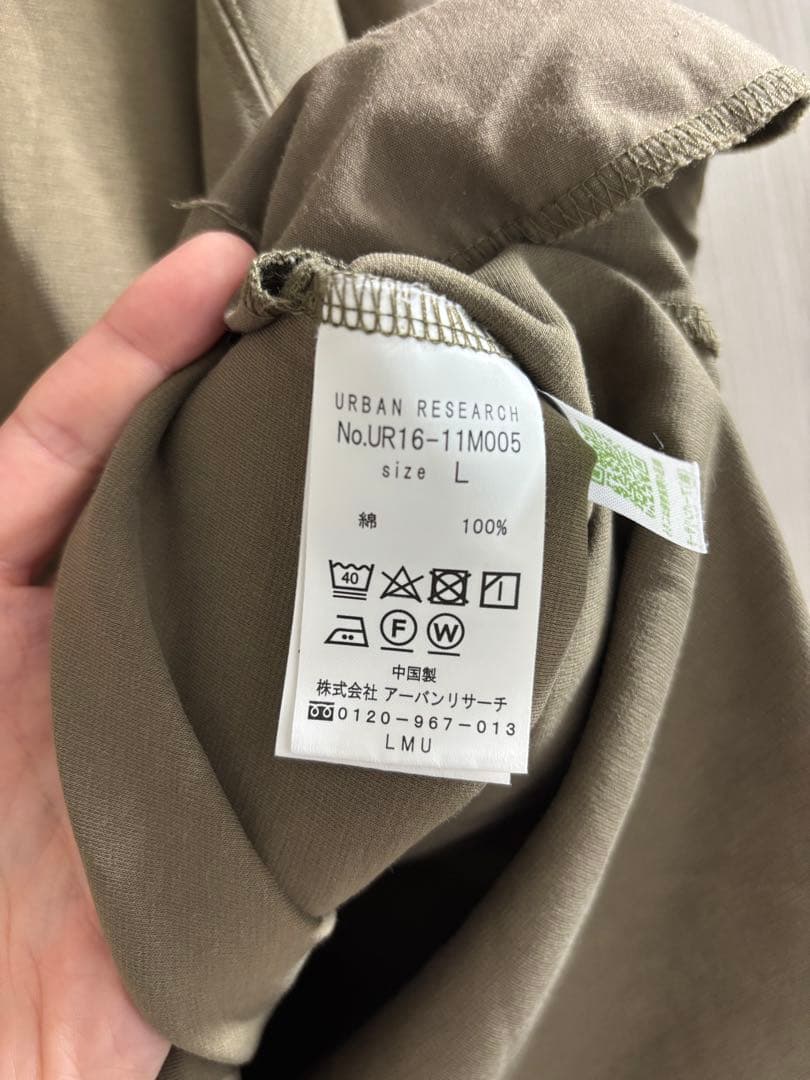 URBAN RESEARCH
No.UR16-11M005
size L
綿 100%
40
F W
中国製
株式会社 アーバンリサーチ
0120-967-013
LMU